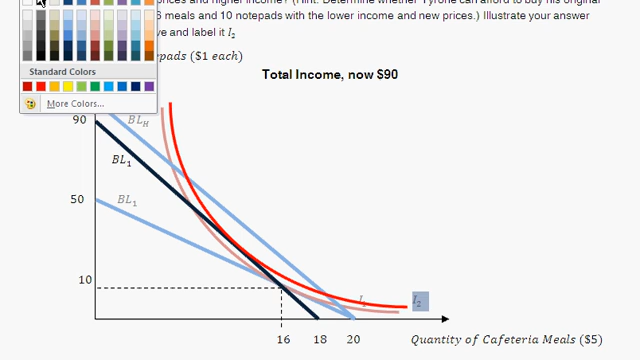 prices and higher income? (Hint: Determine whether Tyrone can afford to buy his original
6 meals and 10 notepads with the lower income and new prices.) Illustrate your answer
ve and label it I₂
pads ($1 each)
Standard Colors
Total Income, now $90
More Colors...
90
BL_H
BL₁
BL₁
50
10
I₁
I₂
16
18
20
Quantity of Cafeteria Meals ($5)